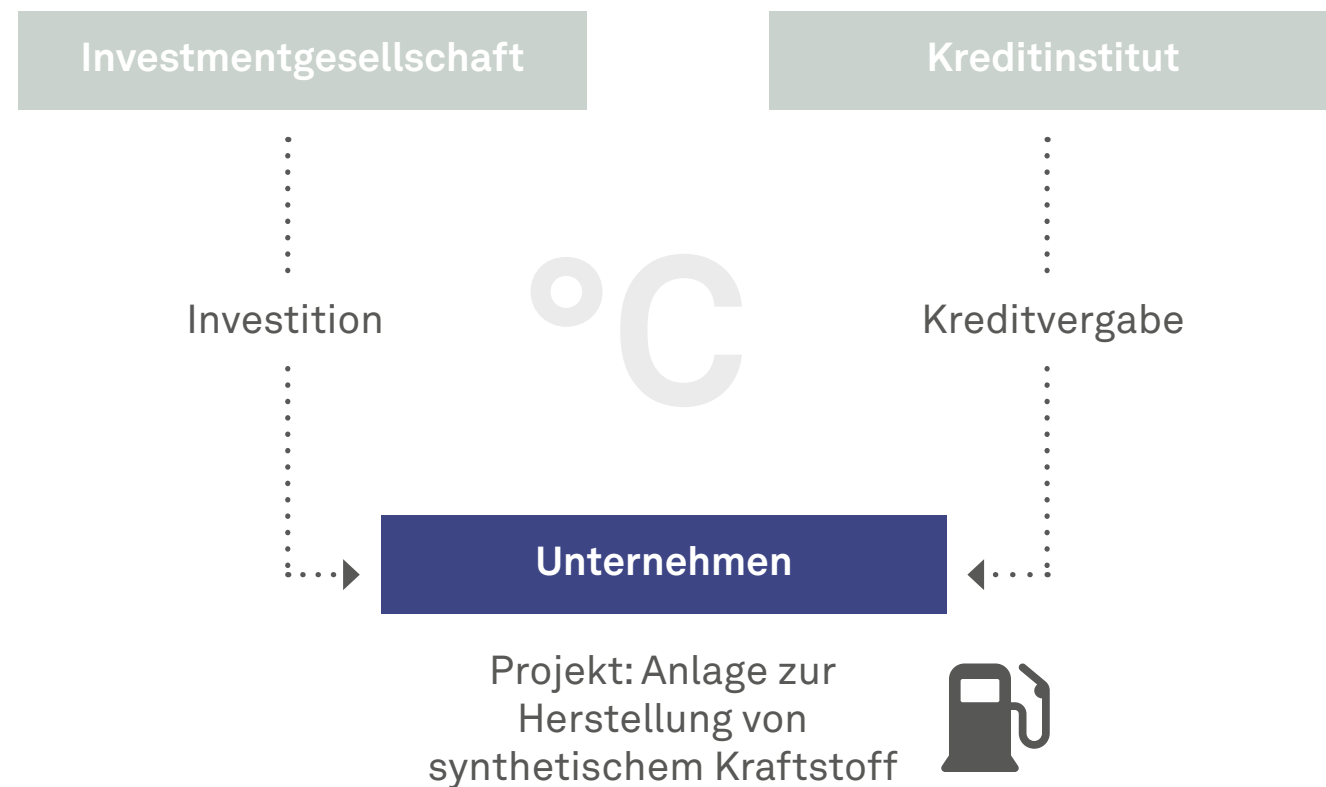 Investmentgesellschaft
Kreditinstitut
Investition
°C
Kreditvergabe
Unternehmen
Projekt: Anlage zur
Herstellung von
synthetischem Kraftstoff